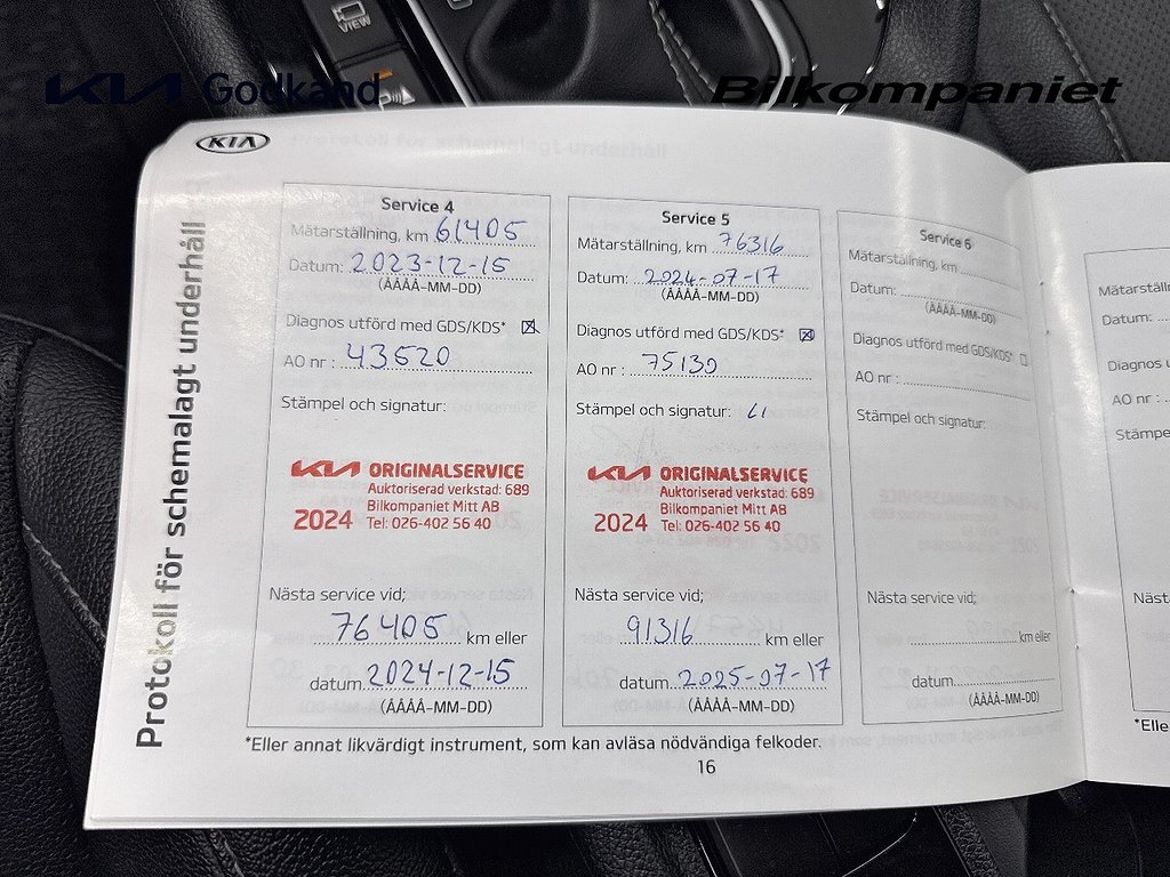 VIEW
KIA Godkänd
Bilkompaniet
KIA
Protokoll för schemalagt underhåll
Service 4
Mätarställning, km 61405
Datum: 2023-12-15
(ÅÅÅÅ-MM-DD)
Diagnos utförd med GDS/KDS*
AO nr : 43520
Stämpel och signatur:
KIA ORIGINALSERVICE
Auktoriserad verkstad: 689
Bilkompaniet Mitt AB
2024 Tel: 026-402 56 40
Nästa service vid;
76405 km eller
datum 2024-12-15
(ÅÅÅÅ-MM-DD)
Service 5
Mätarställning, km 76316
Datum: 2024-07-17
(ÅÅÅÅ-MM-DD)
Diagnos utförd med GDS/KDS*
AO nr : 75130
Stämpel och signatur:
KIA ORIGINALSERVICE
Auktoriserad verkstad: 689
Bilkompaniet Mitt AB
2024 Tel: 026-402 56 40
Nästa service vid;
91316 km eller
datum 2025-07-17
(ÅÅÅÅ-MM-DD)
Service 6
Mätarställning, km
Datum:
(ÅÅÅÅ-MM-DD)
Diagnos utförd med GDS/KDS*
AO nr :
Stämpel och signatur:
Nästa service vid;
km eller
datum
(ÅÅÅÅ-MM-DD)
*Eller annat likvärdigt instrument, som kan avläsa nödvändiga felkoder.
16
Datum:
Diagnos
AO nr :